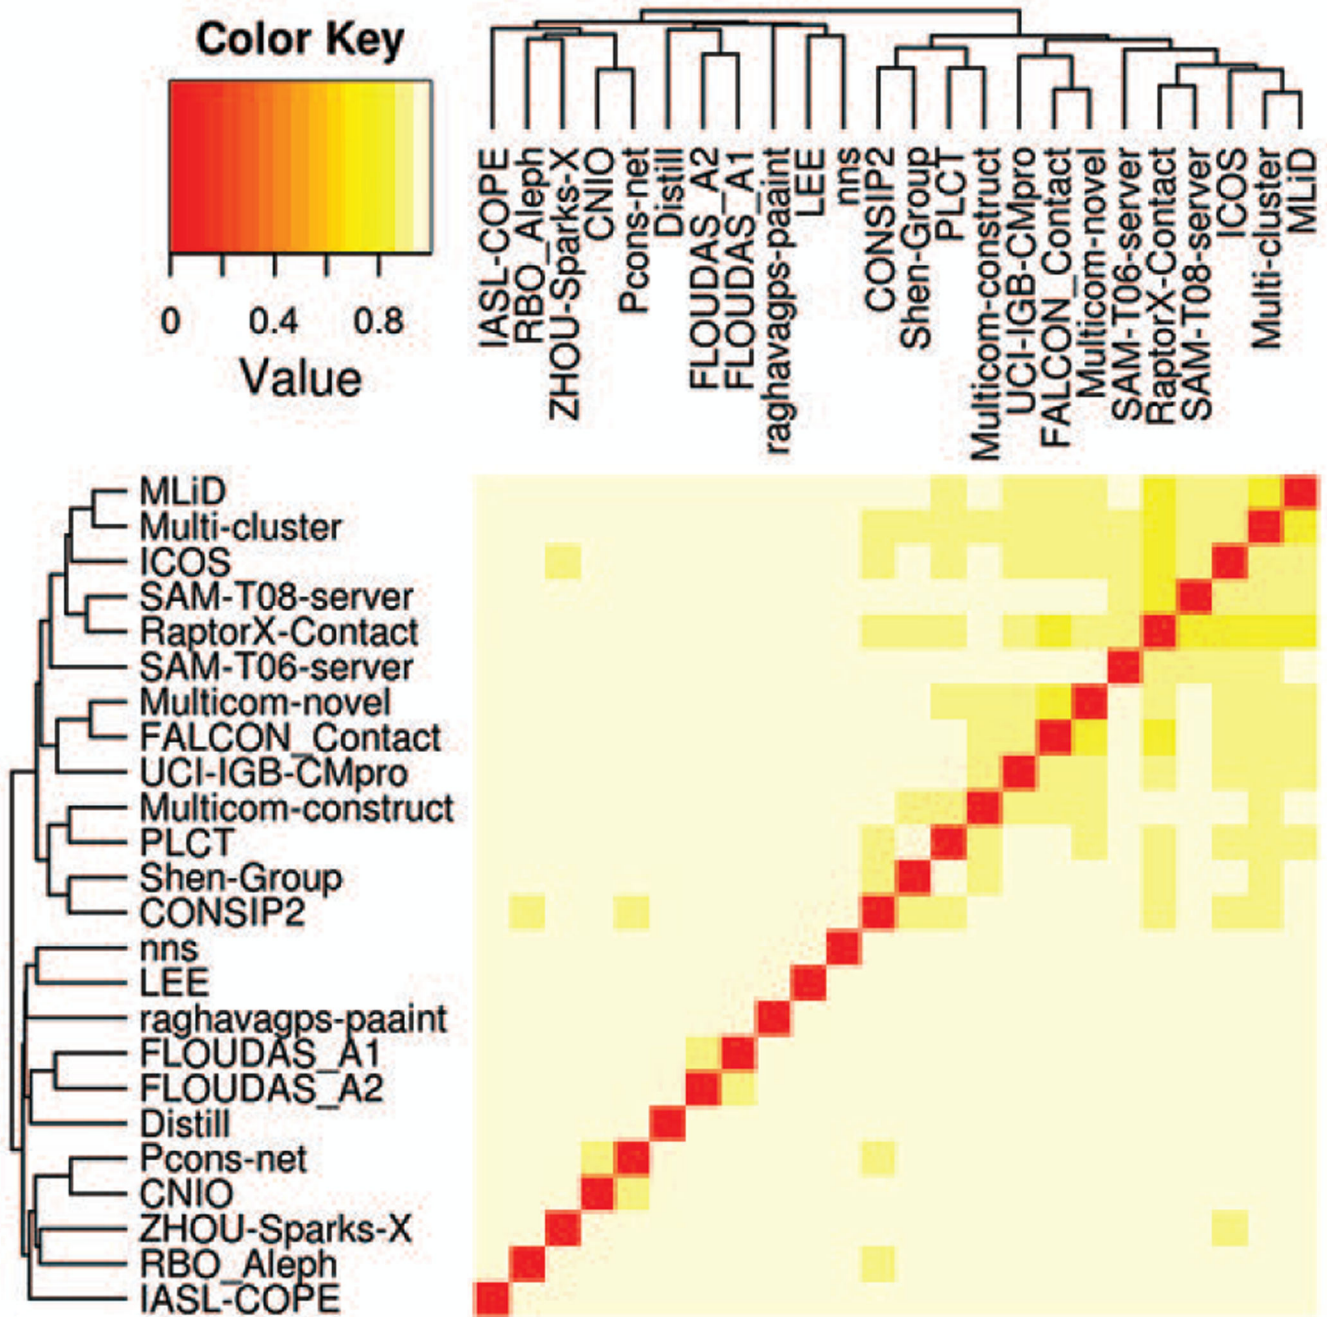 Color Key
0 0.4 0.8
Value
IASL-COPE
RBO_Aleph
ZHOU-Sparks-X
CNIO
Pcons-net
Distill
FLOUDAS_A2
FLOUDAS_A1
raghavagps-paaint
LEE
nns
CONSIP2
Shen-Group
PLCT
Multicom-construct
UCI-IGB-CMpro
FALCON_Contact
Multicom-novel
SAM-T06-server
RaptorX-Contact
SAM-T08-server
ICOS
Multi-cluster
MLiD
MLiD
Multi-cluster
ICOS
SAM-T08-server
RaptorX-Contact
SAM-T06-server
Multicom-novel
FALCON_Contact
UCI-IGB-CMpro
Multicom-construct
PLCT
Shen-Group
CONSIP2
nns
LEE
raghavagps-paaint
FLOUDAS_A1
FLOUDAS_A2
Distill
Pcons-net
CNIO
ZHOU-Sparks-X
RBO_Aleph
IASL-COPE